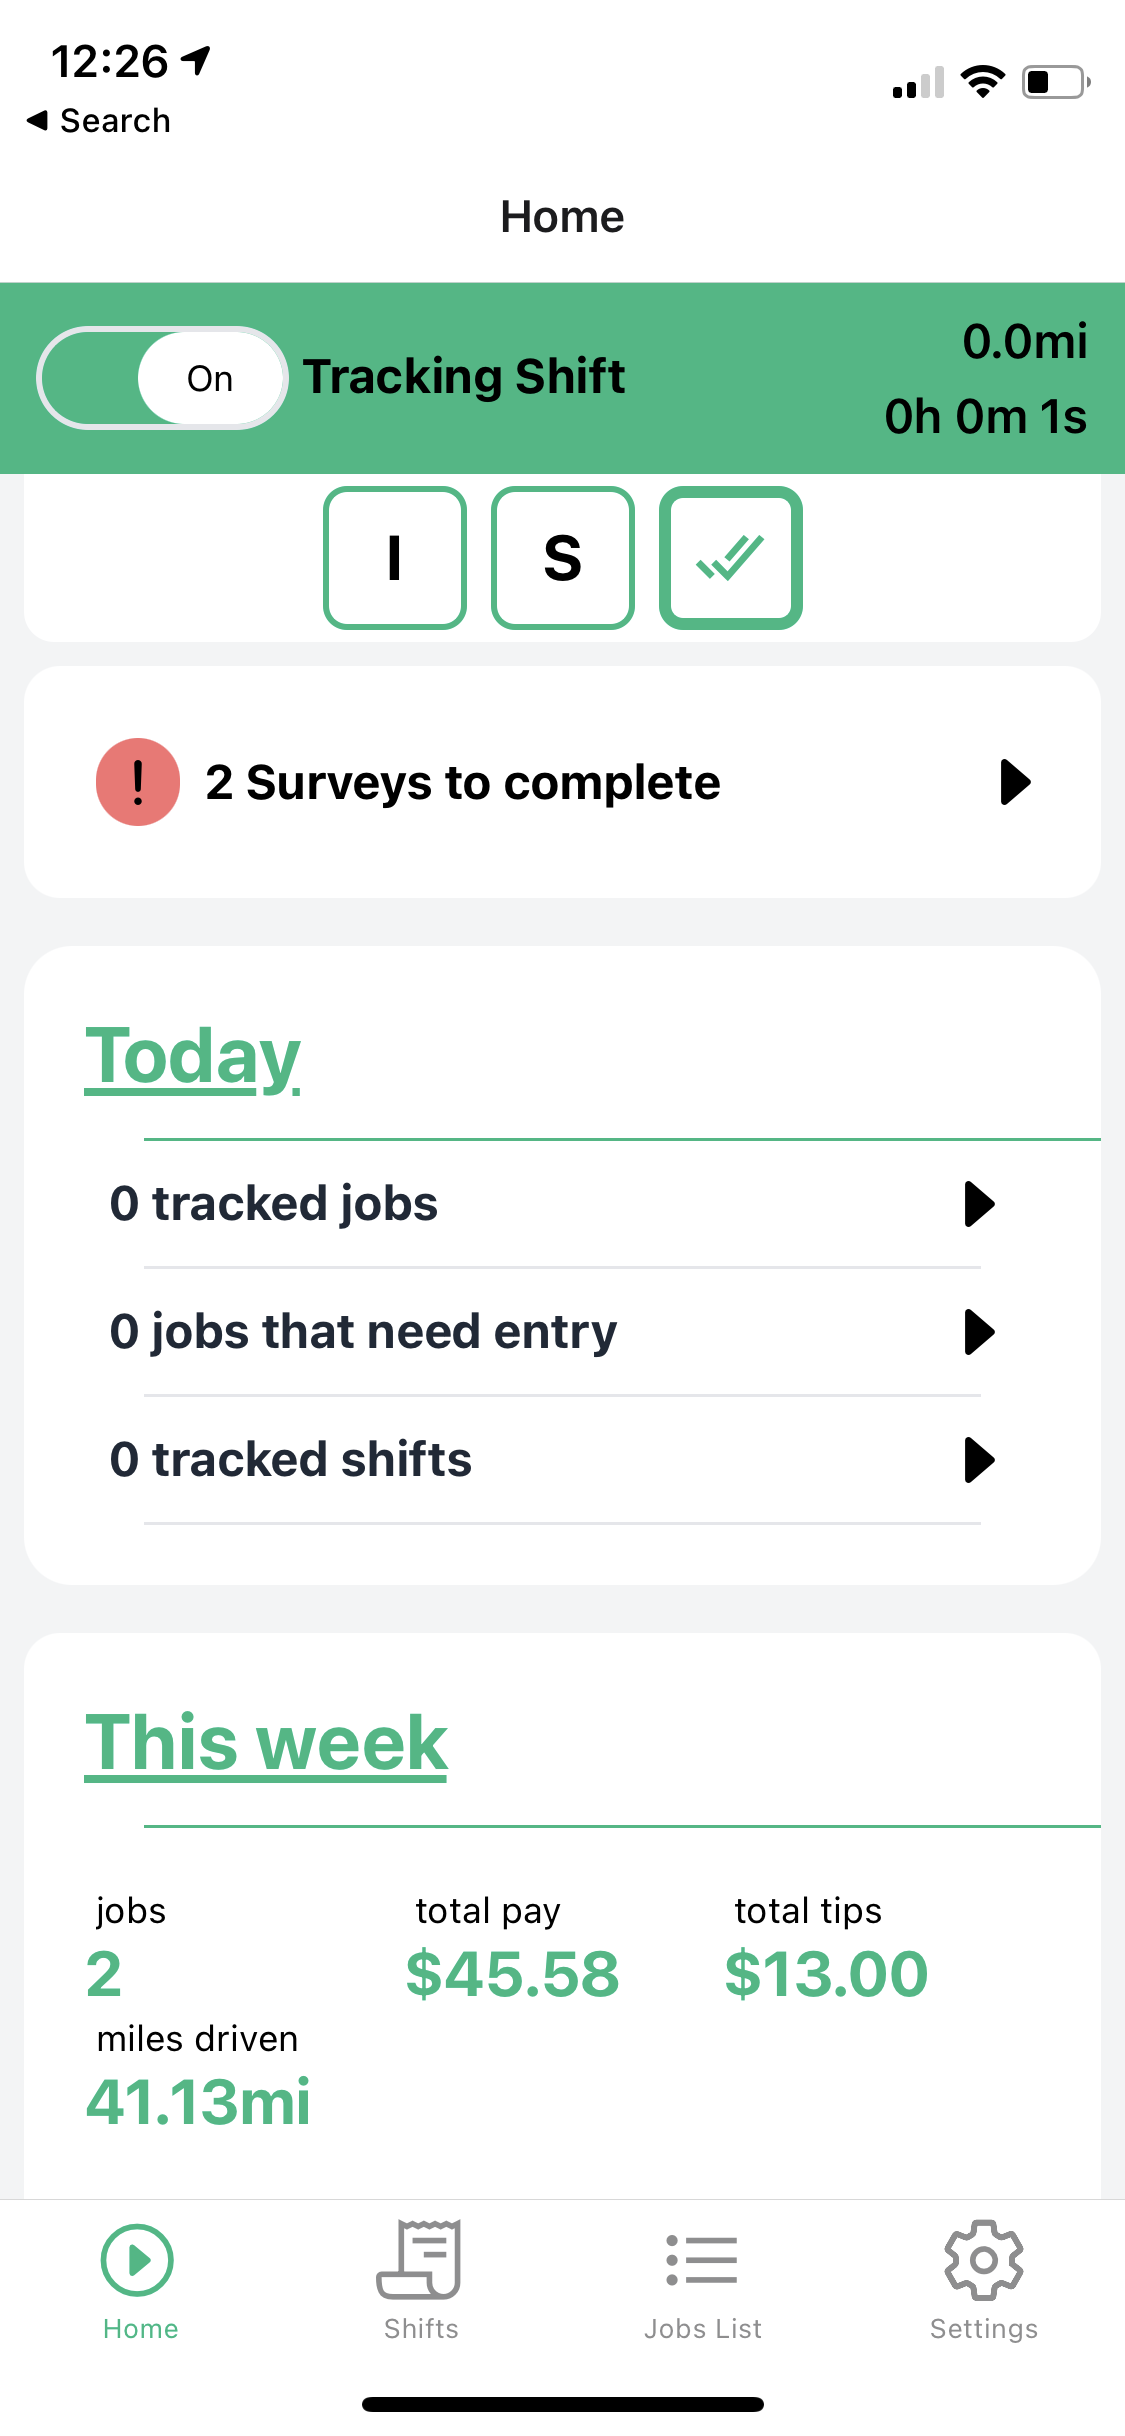 12:26
Search
Home
On
Tracking Shift
0.0mi
0h 0m 1s
I
S
! 2 Surveys to complete
Today
0 tracked jobs
0 jobs that need entry
0 tracked shifts
This week
jobs total pay total tips
2 $45.58 $13.00
miles driven
41.13mi
Home Shifts Jobs List Settings